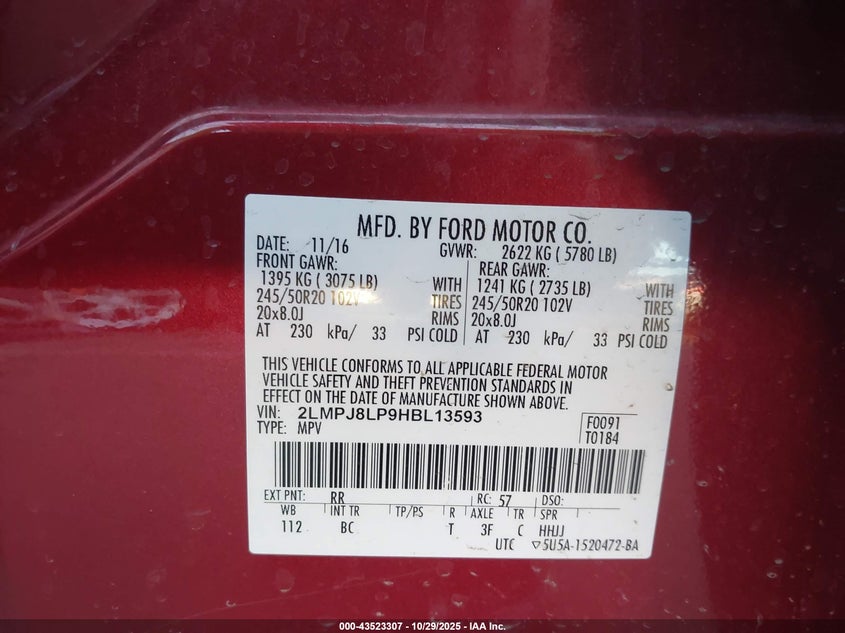 MFD. BY FORD MOTOR CO.
DATE: 11/16 GVWR: 2622 KG ( 5780 LB)
FRONT GAWR: REAR GAWR:
1395 KG ( 3075 LB) WITH 1241 KG ( 2735 LB) WITH
245/50R20 102V TIRES 245/50R20 102V TIRES
20x8.0J RIMS 20x8.0J RIMS
AT 230 kPa/ 33 PSI COLD AT 230 kPa/ 33 PSI COLD
THIS VEHICLE CONFORMS TO ALL APPLICABLE FEDERAL MOTOR
VEHICLE SAFETY AND THEFT PREVENTION STANDARDS IN
EFFECT ON THE DATE OF MANUFACTURE SHOWN ABOVE.
VIN: 2LMPJ8LP9HBL13593 F0091
TYPE: MPV T0184
EXT PNT: RR RC: 57 DSO:
WB INT TR TP/PS R AXLE TR SPR
112 BC T 3F C HHJJ
UTC ▽5U5A-1520472-BA
000-43523307 - 10/29/2025 - IAA Inc.